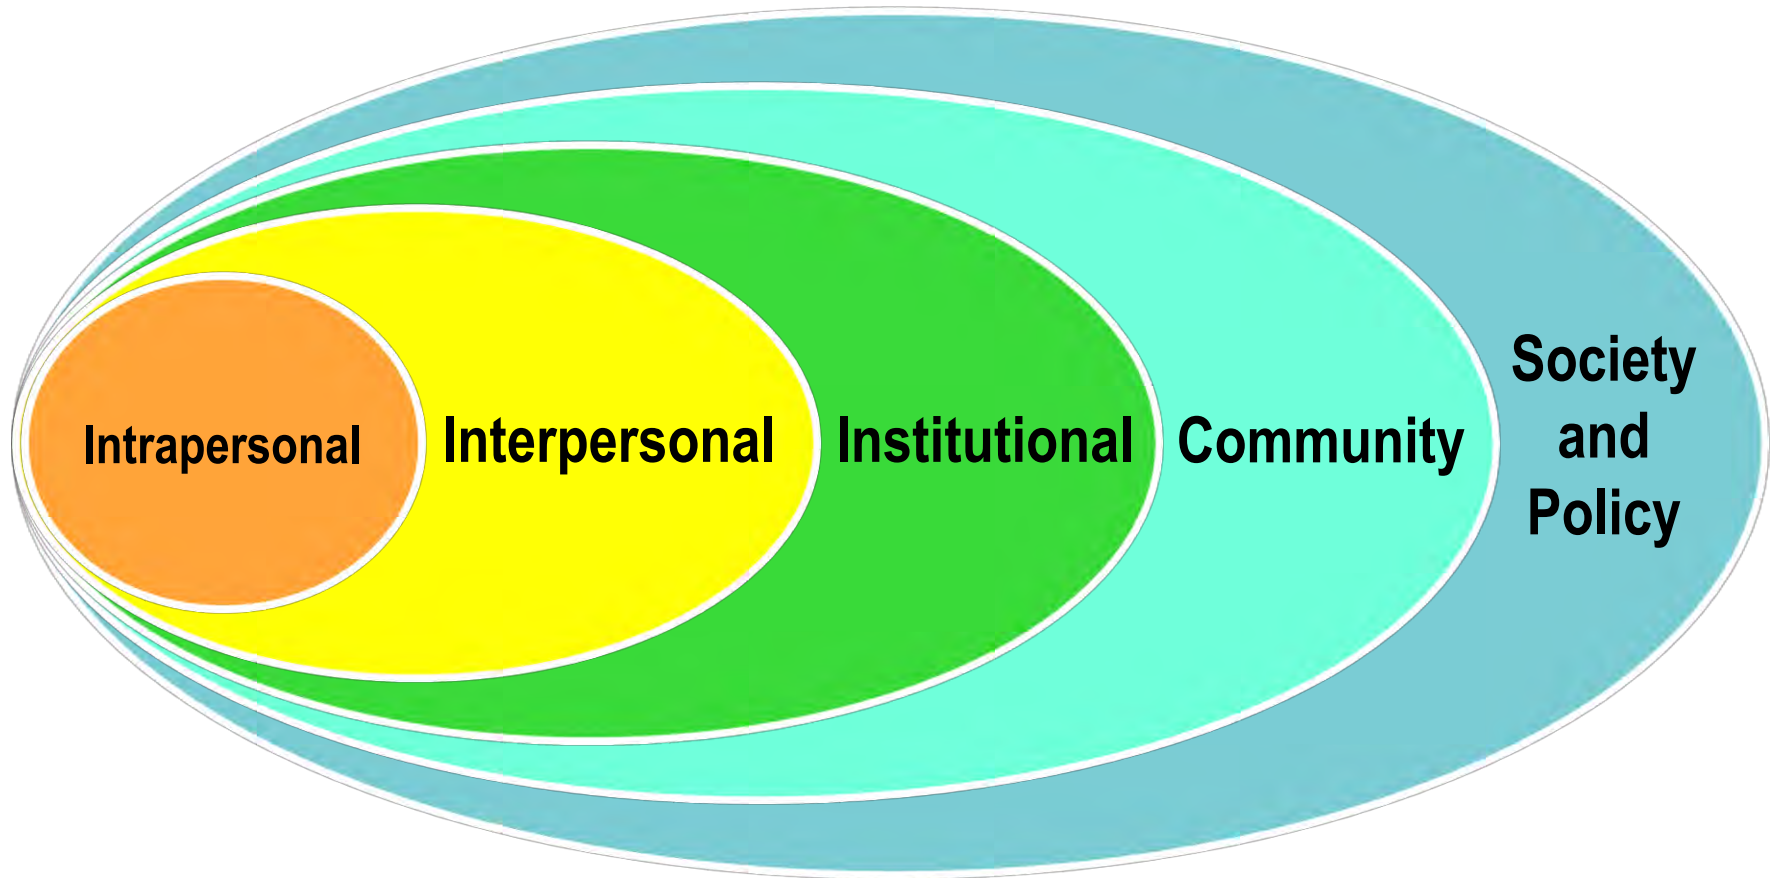 Intrapersonal
Interpersonal
Institutional
Community
Society
and
Policy